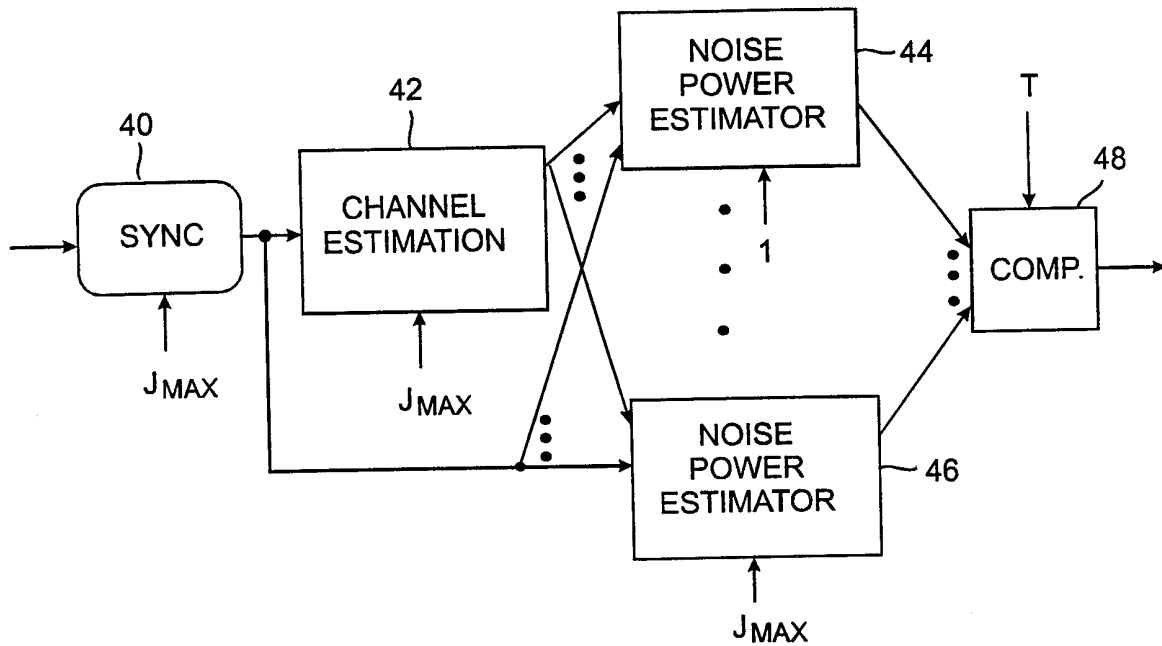 NOISE
POWER
ESTIMATOR
44
T
40
42
48
SYNC
CHANNEL
ESTIMATION
1
COMP.
JMAX
JMAX
NOISE
POWER
ESTIMATOR
46
JMAX